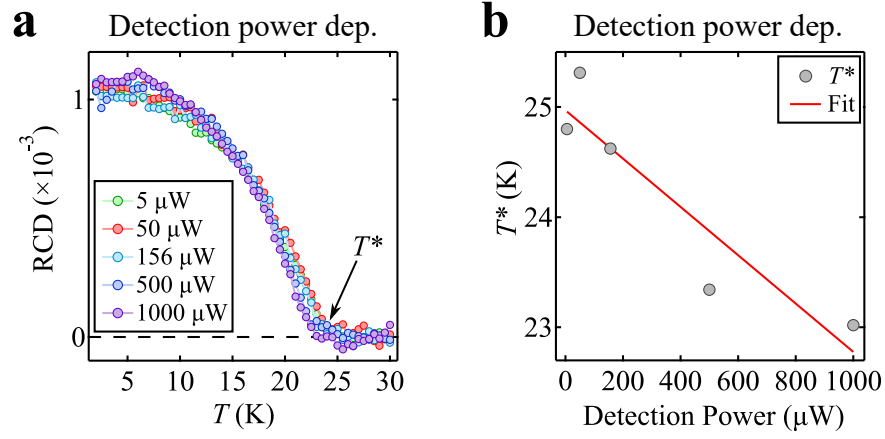 a
Detection power dep.
RCD (×10⁻³)
1
0
5 µW
50 µW
156 µW
500 µW
1000 µW
T*
5 10 15 20 25 30
T (K)
b
Detection power dep.
T* (K)
25
24
23
T*
Fit
0 200 400 600 800 1000
Detection Power (µW)